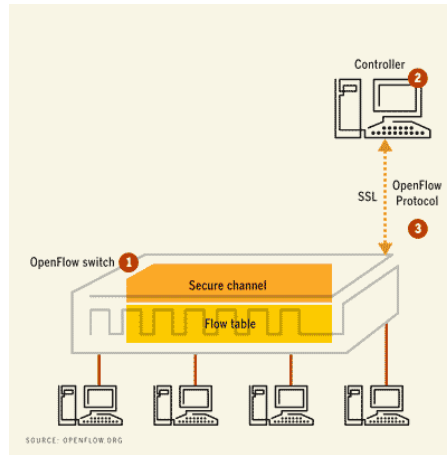 Controller
2
SSL
OpenFlow
Protocol
3
OpenFlow switch
1
Secure channel
Flow table
SOURCE: OPENFLOW.ORG